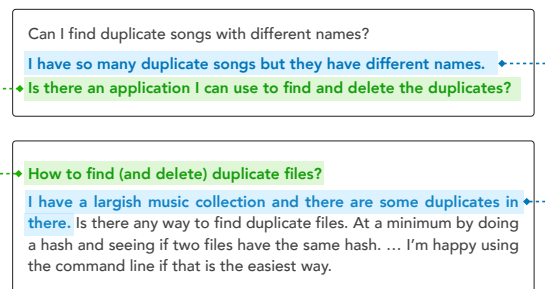 Can I find duplicate songs with different names?
I have so many duplicate songs but they have different names.
Is there an application I can use to find and delete the duplicates?
How to find (and delete) duplicate files?
I have a largish music collection and there are some duplicates in
there. Is there any way to find duplicate files. At a minimum by doing
a hash and seeing if two files have the same hash. … I’m happy using
the command line if that is the easiest way.